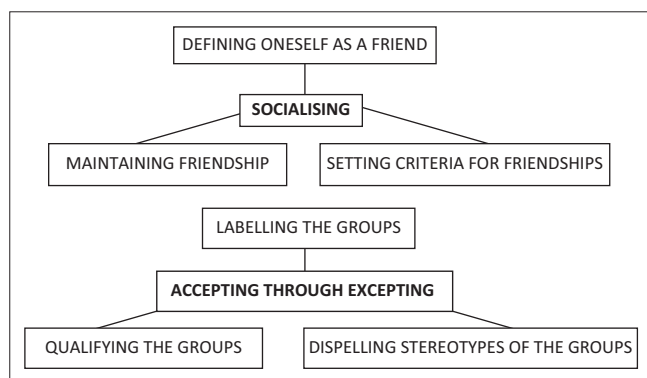 DEFINING ONESELF AS A FRIEND
SOCIALISING
MAINTAINING FRIENDSHIP
SETTING CRITERIA FOR FRIENDSHIPS
LABELLING THE GROUPS
ACCEPTING THROUGH EXCEPTING
QUALIFYING THE GROUPS
DISPELLING STEREOTYPES OF THE GROUPS